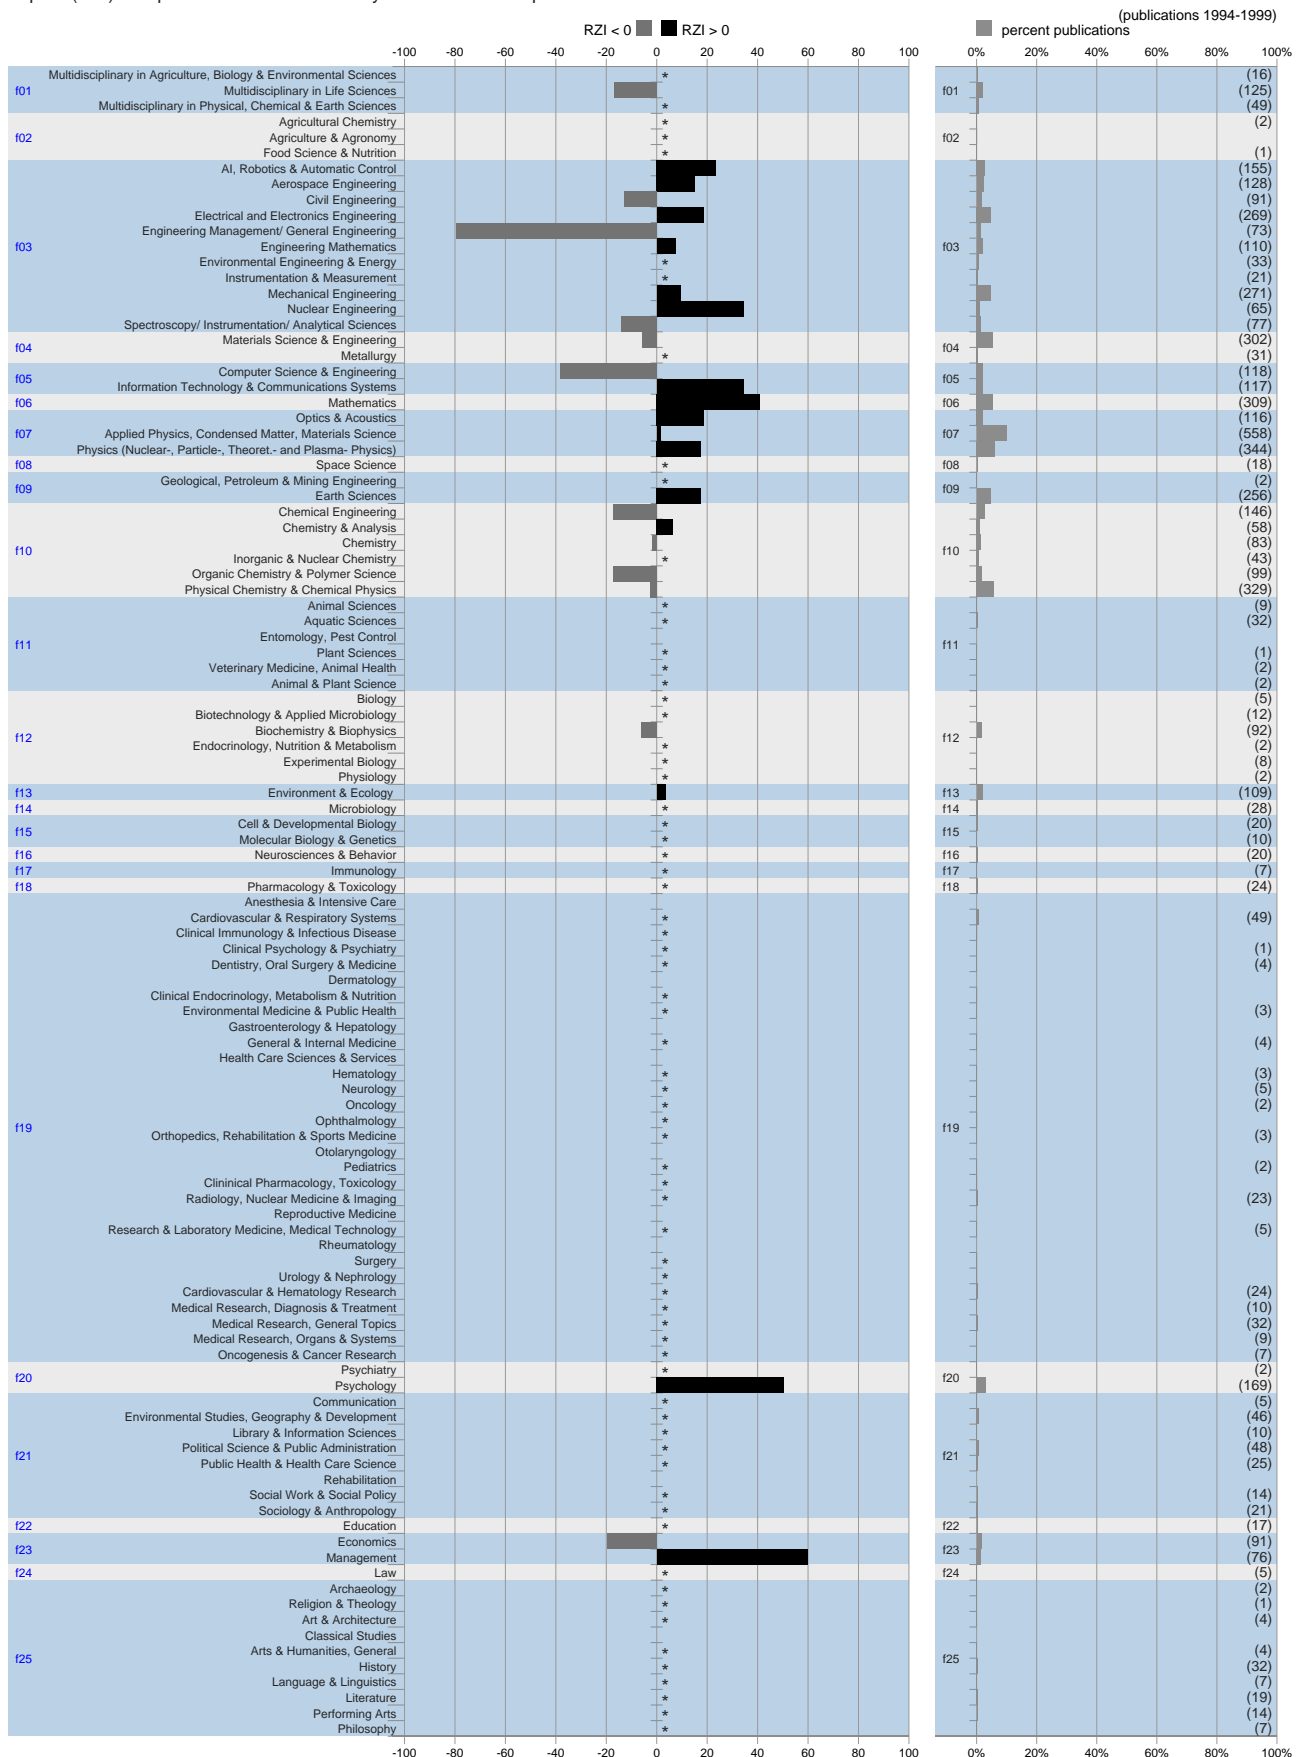 (publications 1994-1999)
RZI < 0 RZI > 0 percent publications
-100 -80 -60 -40 -20 0 20 40 60 80 100 0% 20% 40% 60% 80% 100%
Multidisciplinary in Agriculture, Biology & Environmental Sciences * (16)
f01 Multidisciplinary in Life Sciences f01 (125)
Multidisciplinary in Physical, Chemical & Earth Sciences * (49)
Agricultural Chemistry * (2)
f02 Agriculture & Agronomy * f02
Food Science & Nutrition * (1)
AI, Robotics & Automatic Control (155)
Aerospace Engineering (128)
Civil Engineering (91)
Electrical and Electronics Engineering (269)
Engineering Management/ General Engineering (73)
f03 Engineering Mathematics f03 (110)
Environmental Engineering & Energy * (33)
Instrumentation & Measurement * (21)
Mechanical Engineering (271)
Nuclear Engineering (65)
Spectroscopy/ Instrumentation/ Analytical Sciences (77)
f04 Materials Science & Engineering f04 (302)
Metallurgy * (31)
f05 Computer Science & Engineering f05 (118)
Information Technology & Communications Systems (117)
f06 Mathematics f06 (309)
Optics & Acoustics (116)
f07 Applied Physics, Condensed Matter, Materials Science f07 (558)
Physics (Nuclear-, Particle-, Theoret.- and Plasma- Physics) (344)
f08 Space Science * f08 (18)
f09 Geological, Petroleum & Mining Engineering * f09 (2)
Earth Sciences (256)
Chemical Engineering (146)
Chemistry & Analysis (58)
f10 Chemistry f10 (83)
Inorganic & Nuclear Chemistry * (43)
Organic Chemistry & Polymer Science (99)
Physical Chemistry & Chemical Physics (329)
Animal Sciences * (9)
Aquatic Sciences * (32)
f11 Entomology, Pest Control f11
Plant Sciences * (1)
Veterinary Medicine, Animal Health * (2)
Animal & Plant Science * (2)
Biology * (5)
Biotechnology & Applied Microbiology * (12)
f12 Biochemistry & Biophysics f12 (92)
Endocrinology, Nutrition & Metabolism * (2)
Experimental Biology * (8)
Physiology * (2)
f13 Environment & Ecology f13 (109)
f14 Microbiology * f14 (28)
f15 Cell & Developmental Biology * f15 (20)
Molecular Biology & Genetics * (10)
f16 Neurosciences & Behavior * f16 (20)
f17 Immunology * f17 (7)
f18 Pharmacology & Toxicology * f18 (24)
Anesthesia & Intensive Care
Cardiovascular & Respiratory Systems * (49)
Clinical Immunology & Infectious Disease *
Clinical Psychology & Psychiatry * (1)
Dentistry, Oral Surgery & Medicine * (4)
Dermatology
Clinical Endocrinology, Metabolism & Nutrition *
Environmental Medicine & Public Health * (3)
Gastroenterology & Hepatology
General & Internal Medicine * (4)
Health Care Sciences & Services
Hematology * (3)
Neurology * (5)
Oncology * (2)
f19 Ophthalmology * f19
Orthopedics, Rehabilitation & Sports Medicine * (3)
Otolaryngology
Pediatrics * (2)
Clininical Pharmacology, Toxicology *
Radiology, Nuclear Medicine & Imaging * (23)
Reproductive Medicine
Research & Laboratory Medicine, Medical Technology * (5)
Rheumatology
Surgery *
Urology & Nephrology *
Cardiovascular & Hematology Research * (24)
Medical Research, Diagnosis & Treatment * (10)
Medical Research, General Topics * (32)
Medical Research, Organs & Systems * (9)
Oncogenesis & Cancer Research * (7)
f20 Psychiatry * f20 (2)
Psychology (169)
Communication * (5)
Environmental Studies, Geography & Development * (46)
Library & Information Sciences * (10)
f21 Political Science & Public Administration * f21 (48)
Public Health & Health Care Science * (25)
Rehabilitation
Social Work & Social Policy * (14)
Sociology & Anthropology * (21)
f22 Education * f22 (17)
f23 Economics f23 (91)
Management (76)
f24 Law * f24 (5)
Archaeology * (2)
Religion & Theology * (1)
Art & Architecture * (4)
Classical Studies
f25 Arts & Humanities, General * f25 (4)
History * (32)
Language & Linguistics * (7)
Literature * (19)
Performing Arts * (14)
Philosophy * (7)
-100 -80 -60 -40 -20 0 20 40 60 80 100 0% 20% 40% 60% 80% 100%